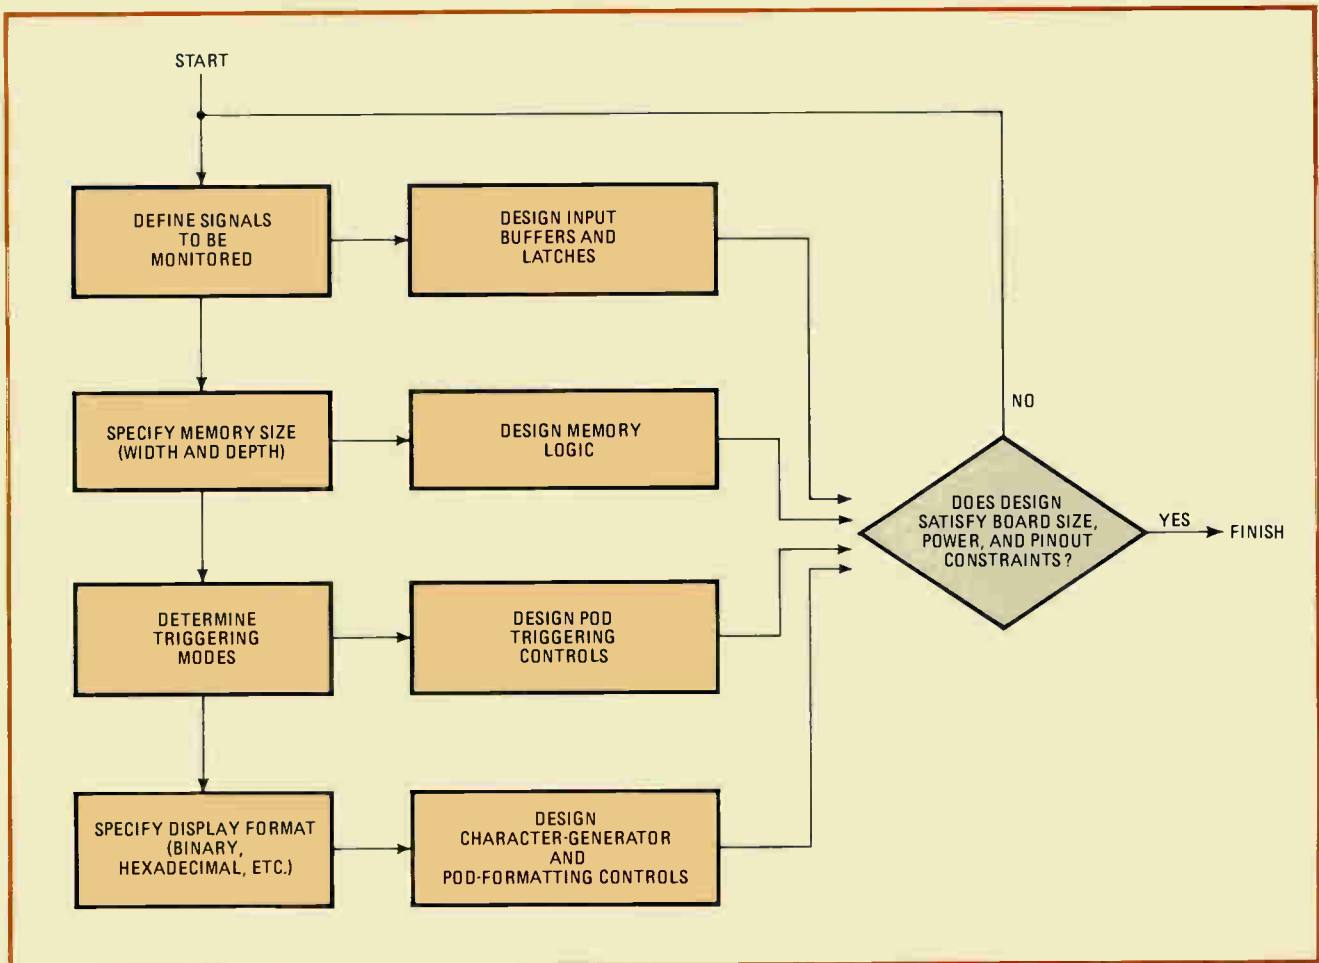 START
DEFINE SIGNALS
TO BE
MONITORED
DESIGN INPUT
BUFFERS AND
LATCHES
SPECIFY MEMORY SIZE
(WIDTH AND DEPTH)
DESIGN MEMORY
LOGIC
DETERMINE
TRIGGERING
MODES
DESIGN POD
TRIGGERING
CONTROLS
SPECIFY DISPLAY FORMAT
(BINARY,
HEXADECIMAL, ETC.)
DESIGN
CHARACTER-GENERATOR
AND
POD-FORMATTING CONTROLS
NO
DOES DESIGN
SATISFY BOARD SIZE,
POWER, AND PINOUT
CONSTRAINTS?
YES
FINISH